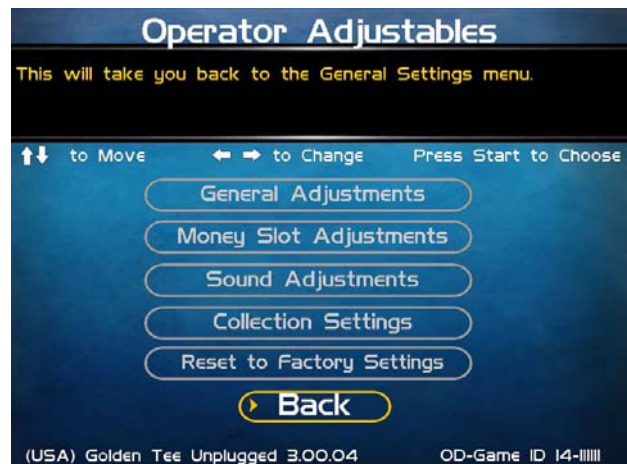 Operator Adjustables
This will take you back to the General Settings menu.
to Move to Change Press Start to Choose
General Adjustments
Money Slot Adjustments
Sound Adjustments
Collection Settings
Reset to Factory Settings
Back
(USA) Golden Tee Unplugged 3.00.04 OD-Game ID 14-111111